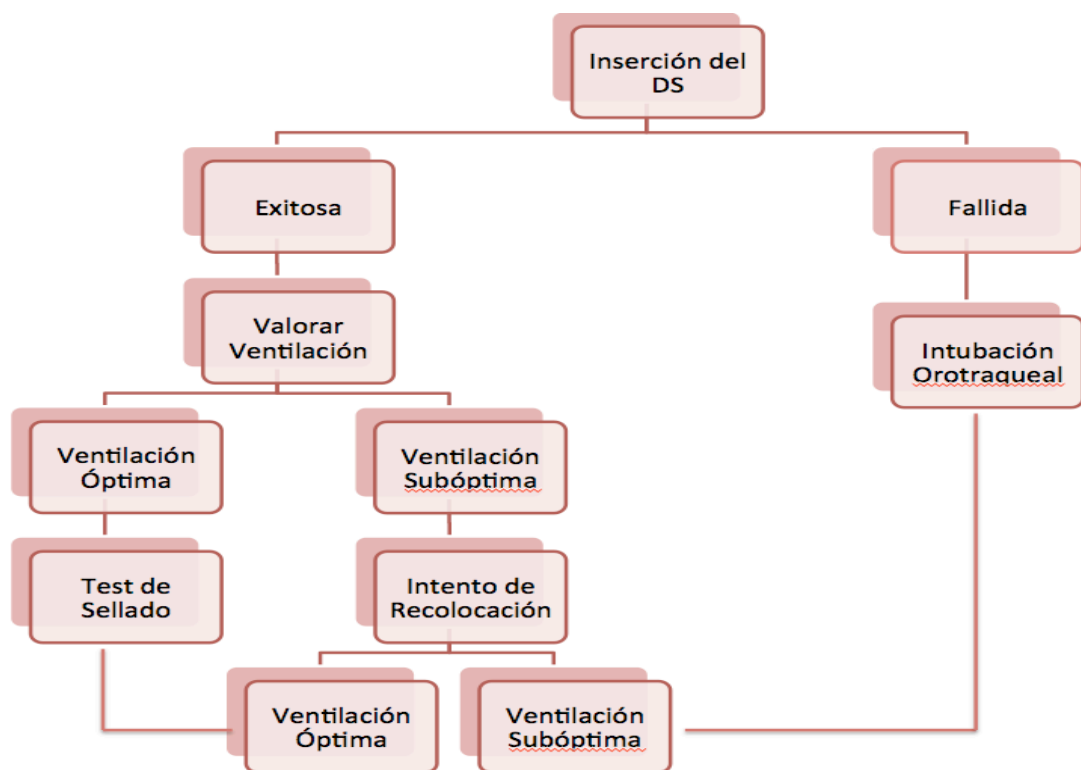 Inserción del
DS
Exitosa
Fallida
Valorar
Ventilación
Intubación
Orotraqueal
Ventilación
Óptima
Ventilación
Subóptima
Test de
Sellado
Intento de
Recolocación
Ventilación
Óptima
Ventilación
Subóptima